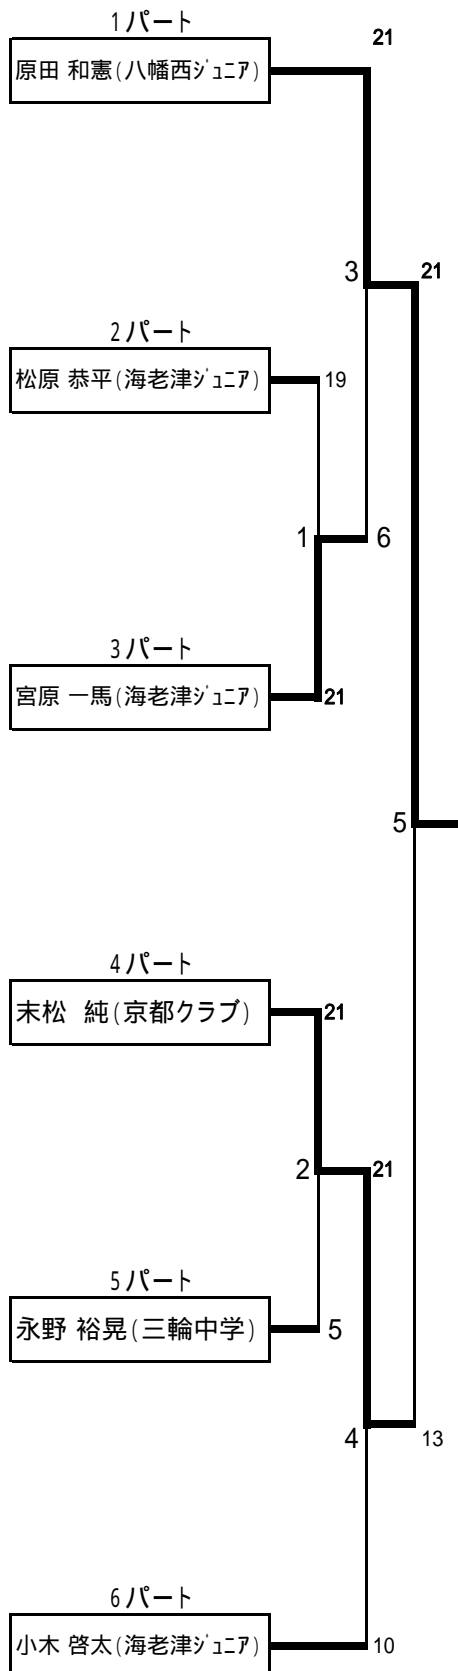 1パート
21
原田 和憲(八幡西ｼﾞｭﾆｱ)
3
21
2パート
松原 恭平(海老津ｼﾞｭﾆｱ)
19
1
6
3パート
宮原 一馬(海老津ｼﾞｭﾆｱ)
21
5
4パート
末松 純(京都クラブ)
21
2
21
5パート
永野 裕晃(三輪中学)
5
4
13
6パート
小木 啓太(海老津ｼﾞｭﾆｱ)
10